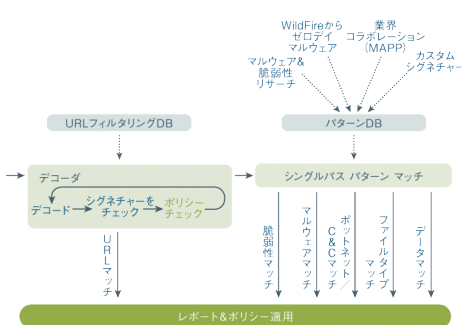 WildFireから
ゼロデイ
マルウェア
業界
コラボレーション
(MAPP)
マルウェア&
脆弱性
リサーチ
カスタム
シグネチャー
URLフィルタリングDB
パターンDB
デコーダ
デコード
シグネチャーを
チェック
ポリシー
チェック
シングルパス パターン マッチ
URLマッチ
脆弱性マッチ
マルウェアマッチ
ボットネット/
C&Cマッチ
ファイルタイプ
マッチ
データマッチ
レポート&ポリシー適用